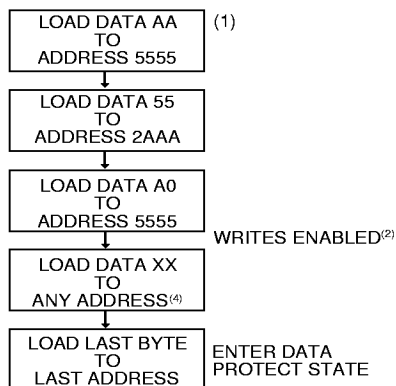 LOAD DATA AA
TO
ADDRESS 5555
(1)
LOAD DATA 55
TO
ADDRESS 2AAA
LOAD DATA A0
TO
ADDRESS 5555
WRITES ENABLED(2)
LOAD DATA XX
TO
ANY ADDRESS(4)
LOAD LAST BYTE
TO
LAST ADDRESS
ENTER DATA
PROTECT STATE